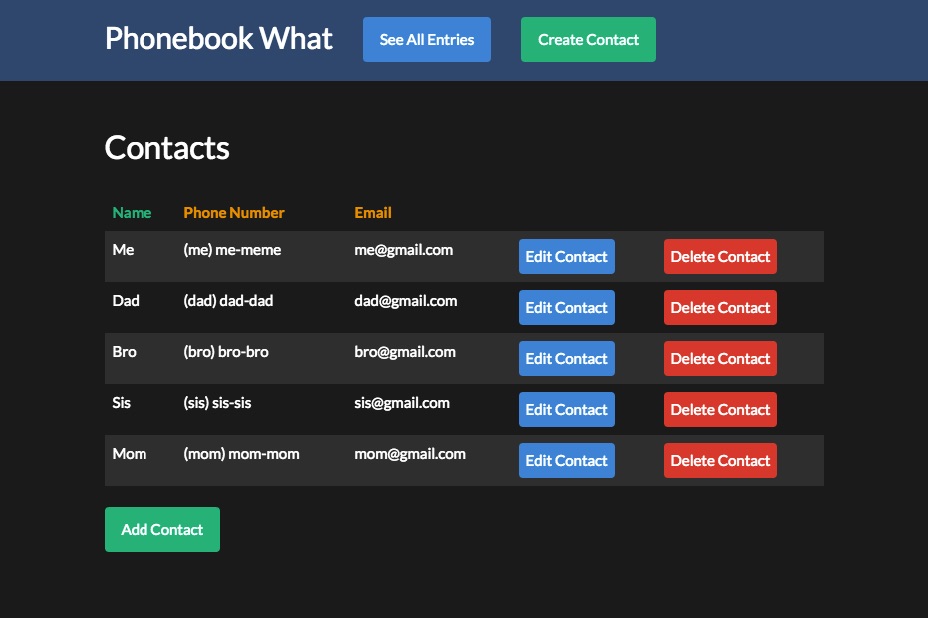 Phonebook What See All Entries Create Contact
Contacts
Name Phone Number Email
Me (me) me-meme me@gmail.com Edit Contact Delete Contact
Dad (dad) dad-dad dad@gmail.com Edit Contact Delete Contact
Bro (bro) bro-bro bro@gmail.com Edit Contact Delete Contact
Sis (sis) sis-sis sis@gmail.com Edit Contact Delete Contact
Mom (mom) mom-mom mom@gmail.com Edit Contact Delete Contact
Add Contact